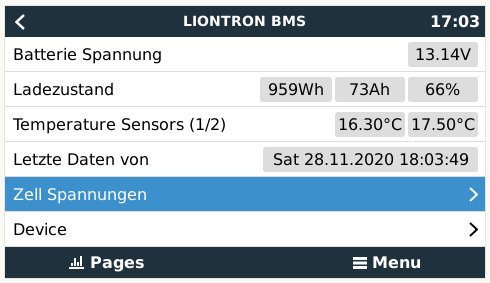 LIONTRON BMS 17:03
Batterie Spannung 13.14V
Ladezustand 959Wh 73Ah 66%
Temperature Sensors (1/2) 16.30°C 17.50°C
Letzte Daten von Sat 28.11.2020 18:03:49
Zell Spannungen
Device
Pages Menu